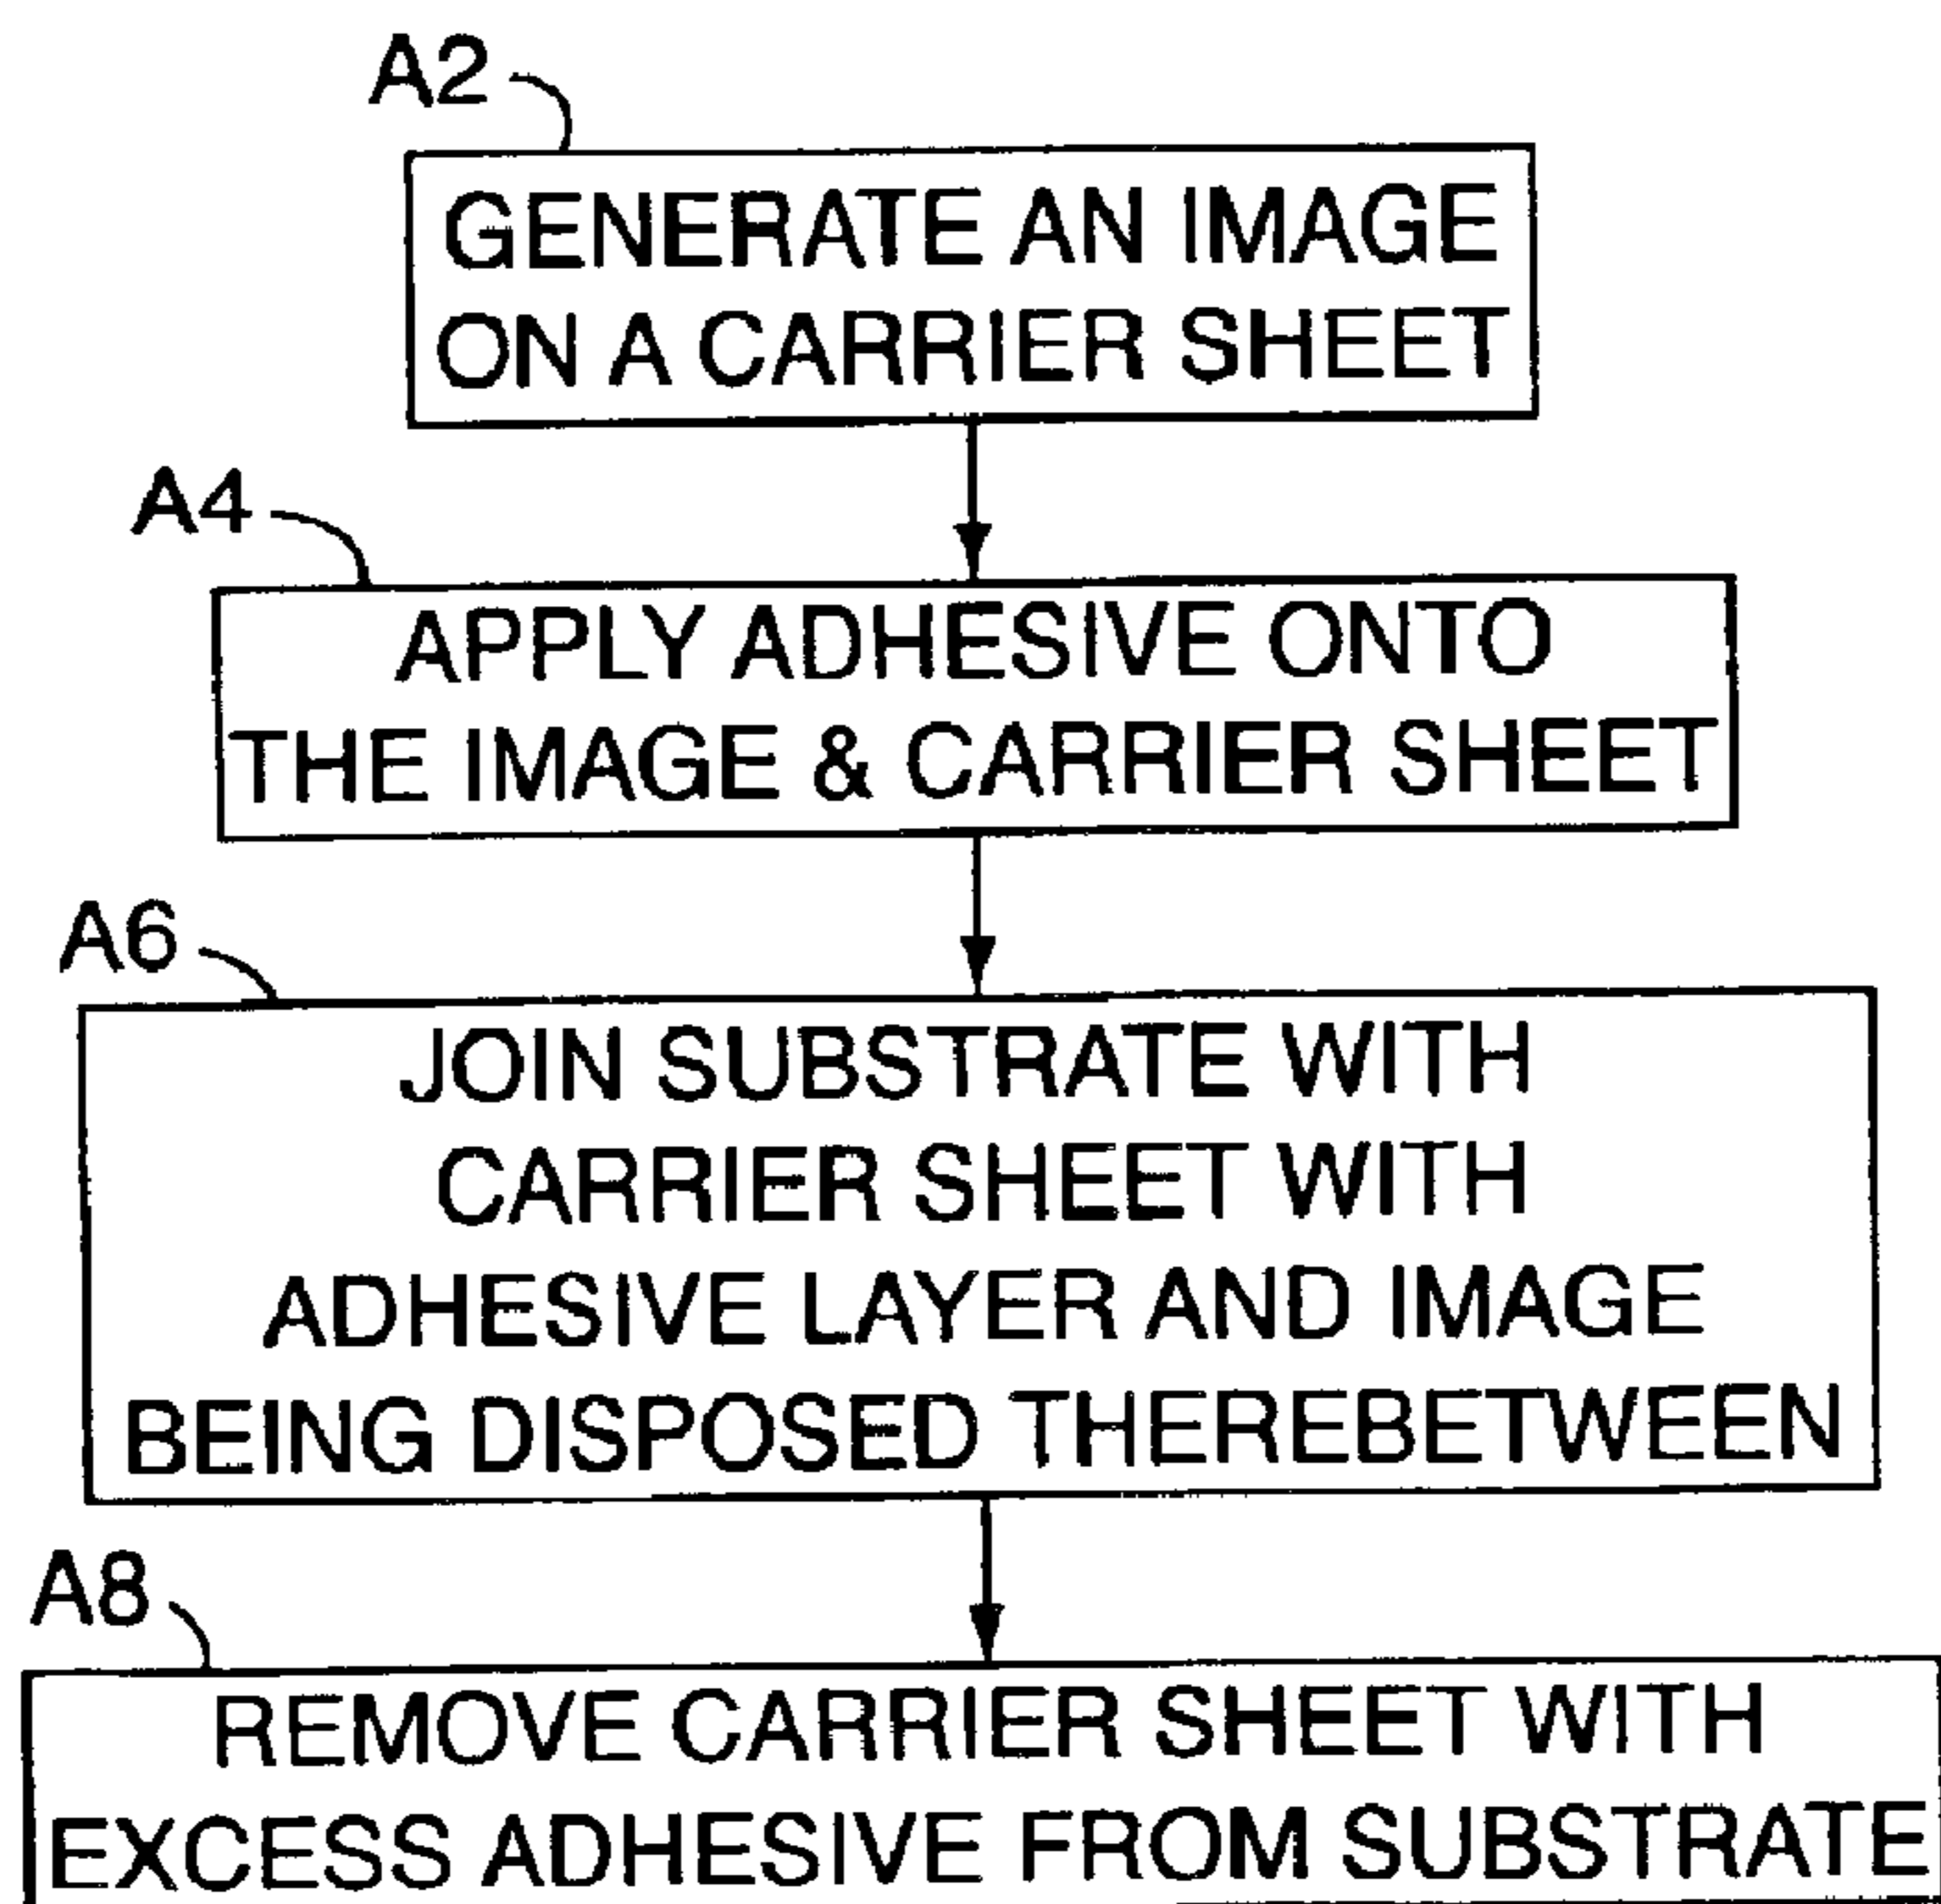 A2
GENERATE AN IMAGE
ON A CARRIER SHEET
A4
APPLY ADHESIVE ONTO
THE IMAGE & CARRIER SHEET
A6
JOIN SUBSTRATE WITH
CARRIER SHEET WITH
ADHESIVE LAYER AND IMAGE
BEING DISPOSED THEREBETWEEN
A8
REMOVE CARRIER SHEET WITH
EXCESS ADHESIVE FROM SUBSTRATE